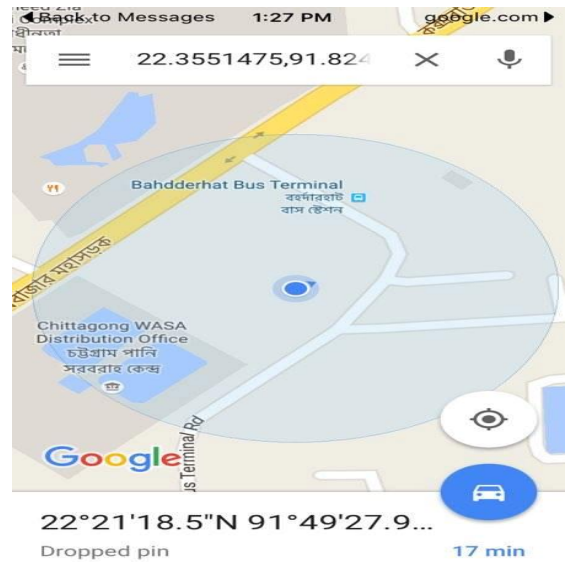 Back to Messages 1:27 PM google.com
22.3551475,91.824
Bahdderhat Bus Terminal
বহদ্দারহাট
বাস স্টেশন
Chittagong WASA
Distribution Office
চট্টগ্রাম পানি
সরবরাহ কেন্দ্র
Google
us Terminal Rd
22°21'18.5"N 91°49'27.9...
Dropped pin 17 min